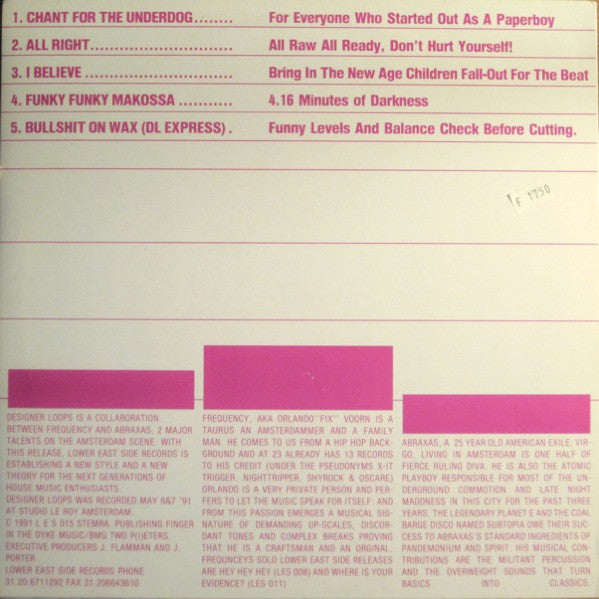 1. CHANT FOR THE UNDERDOG........ For Everyone Who Started Out As A Paperboy
2. ALL RIGHT............................. All Raw All Ready, Don't Hurt Yourself!
3. I BELIEVE .............................. Bring In The New Age Children Fall-Out For The Beat
4. FUNKY FUNKY MAKOSSA ........... 4.16 Minutes of Darkness
5. BULLSHIT ON WAX (DL EXPRESS) . Funny Levels And Balance Check Before Cutting.
F 1250
DESIGNER LOOPS IS A COLLABORATION
BETWEEN FREQUENCY AND ABRAXAS, 2 MAJOR
TALENTS ON THE AMSTERDAM SCENE. WITH
THIS RELEASE, LOWER EAST SIDE RECORDS IS
ESTABLISHING A NEW STYLE AND A NEW
THEORY FOR THE NEXT GENERATIONS OF
HOUSE MUSIC ENTHUSIASTS.
DESIGNER LOOPS WAS RECORDED MAY 6&7 '91
AT STUDIO LE ROY AMSTERDAM.
C 1991 L E S 015 STEMRA. PUBLISHING FINGER
IN THE DYKE MUSIC/BMG TWO PI)ETERS.
EXECUTIVE PRODUCERS J. FLAMMAN AND J.
PORTER.
LOWER EAST SIDE RECORDS PHONE
31.20.6711292 FAX 31.206643610
FREQUENCY, AKA ORLANDO"FIX" VOORN IS A
TAURUS AN AMSTERDAMMER AND A FAMILY
MAN. HE COMES TO US FROM A HIP HOP BACK-
GROUND AND AT 23 ALREADY HAS 13 RECORDS
TO HIS CREDIT (UNDER THE PSEUDONYMS X-IT
TRIGGER, NIGHTTRIPPER, SHYROCK & OSCARE)
ORLANDO IS A VERY PRIVATE PERSON AND PER-
FERS TO LET THE MUSIC SPEAK FOR ITSELF: AND
FROM THIS PASSION EMERGES A MUSICAL SIG-
NATURE OF DEMANDING UP-SCALES, DISCOR-
DANT TONES AND COMPLEX BREAKS PROVING
THAT HE IS A CRAFTSMAN AND AN ORGINAL.
FREQUNCEYS SOLO LOWER EAST SIDE RELEASES
ARE HEY HEY HEY (LES 008) AND WHERE IS YOUR
EVIDENCE? (LES 011)
ABRAXAS, A 25 YEAR OLD AMERICAN EXILE, VIR-
GO, LIVING IN AMSTERDAM IS ONE HALF OF
FIERCE RULING DIVA. HE IS ALSO THE ATOMIC
PLAYBOY RESPONSIBLE FOR MOST OF THE UN-
DERGROUND COMMOTION AND LATE NIGHT
MADDNESS IN THIS CITY FOR THE PAST THREE
YEARS. THE LEGENDARY PLANET E AND THE COAL
BARGE DISCO NAMED SUBTOPIA OWE THEIR SUC-
CESS TO ABRAXAS'S STANDARD INGREDIENTS OF
PANDEMONIUM AND SPIRIT. HIS MUSICAL CON-
TRIBUTIONS ARE THE MILITANT PERCUSSION
AND THE OVERWEIGHT SOUNDS THAT TURN
BASICS INTO CLASSICS.